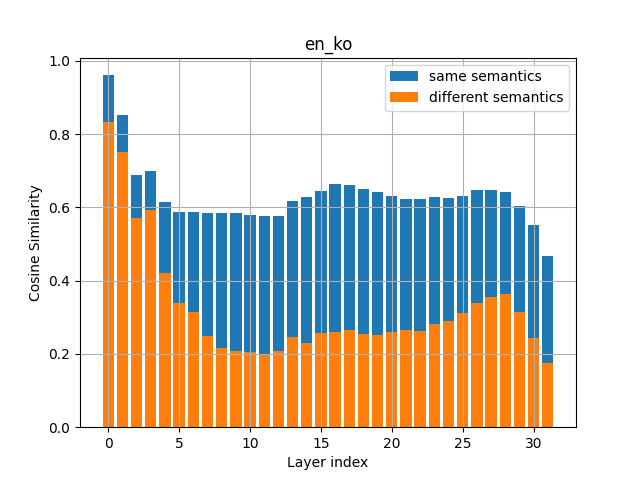 en_ko
same semantics
different semantics
1.0
0.8
0.6
0.4
0.2
0.0
Cosine Similarity
0 5 10 15 20 25 30
Layer index